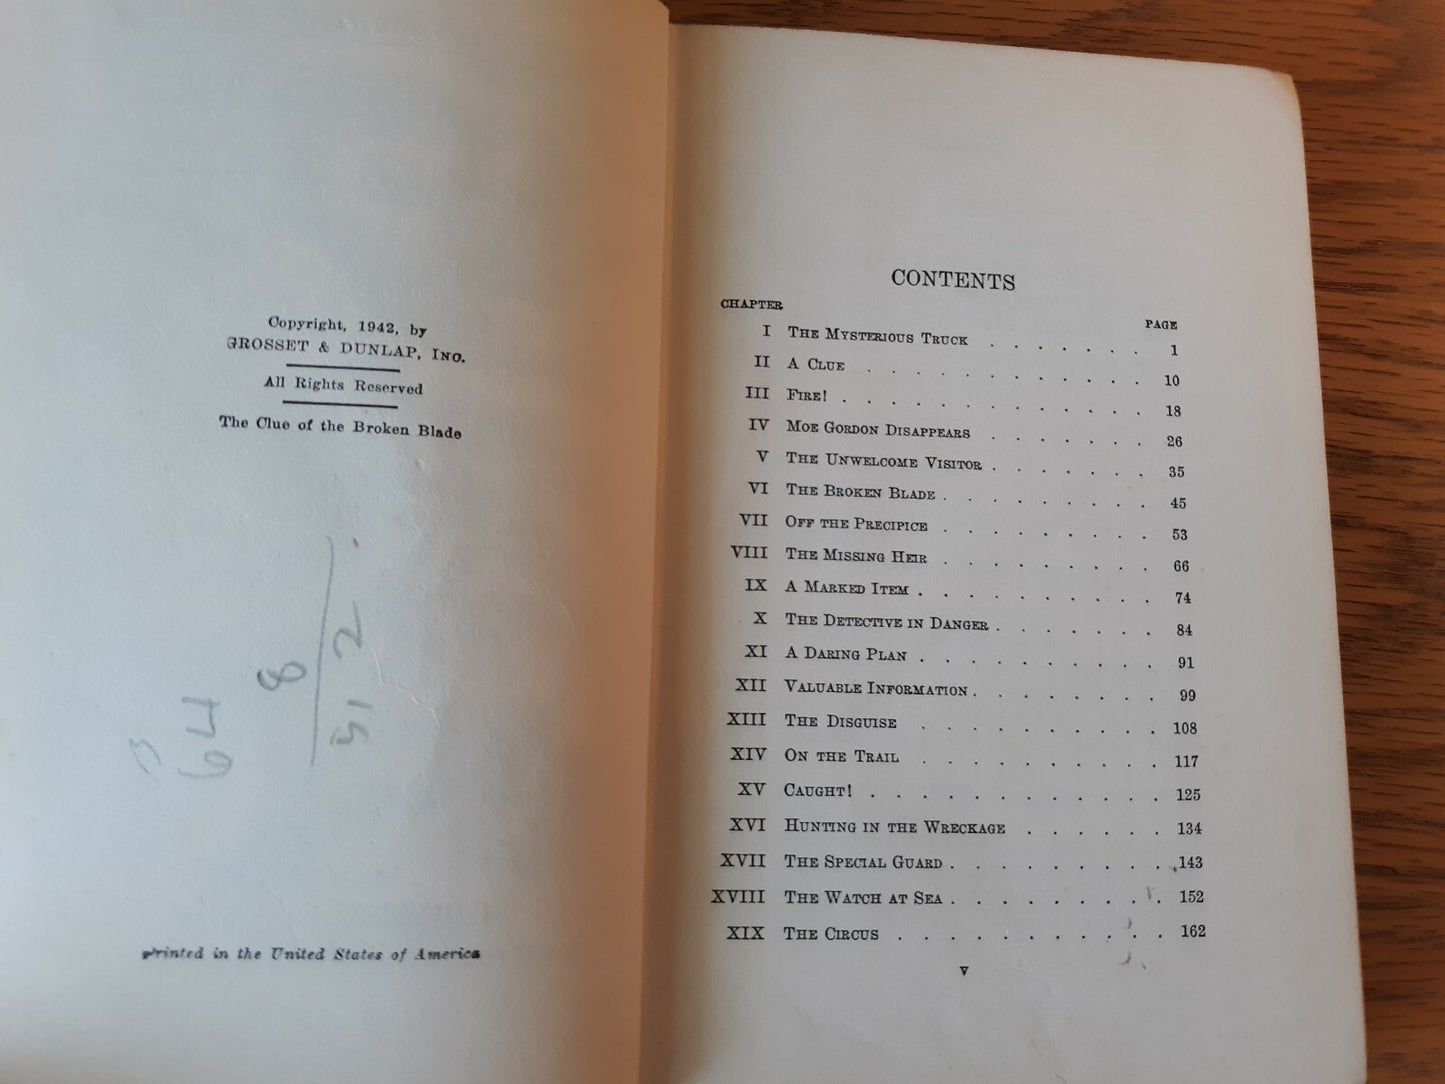 Copyright, 1942, by
GROSSET & DUNLAP, INC.
All Rights Reserved
The Clue of the Broken Blade
64
8
512
Printed in the United States of America
CONTENTS
CHAPTER PAGE
I THE MYSTERIOUS TRUCK . . . . . . . 1
II A CLUE . . . . . . . . . . . . 10
III FIRE! . . . . . . . . . . . . . 18
IV MOE GORDON DISAPPEARS . . . . . . . 26
V THE UNWELCOME VISITOR . . . . . . . 35
VI THE BROKEN BLADE . . . . . . . . . 45
VII OFF THE PRECIPICE . . . . . . . . . 53
VIII THE MISSING HEIR . . . . . . . . . 66
IX A MARKED ITEM . . . . . . . . . . 74
X THE DETECTIVE IN DANGER . . . . . . . 84
XI A DARING PLAN . . . . . . . . . . 91
XII VALUABLE INFORMATION . . . . . . . . 99
XIII THE DISGUISE . . . . . . . . . . 108
XIV ON THE TRAIL . . . . . . . . . . 117
XV CAUGHT! . . . . . . . . . . . . 125
XVI HUNTING IN THE WRECKAGE . . . . . . 134
XVII THE SPECIAL GUARD . . . . . . . . . 143
XVIII THE WATCH AT SEA . . . . . . . . . 152
XIX THE CIRCUS . . . . . . . . . . . 162
v